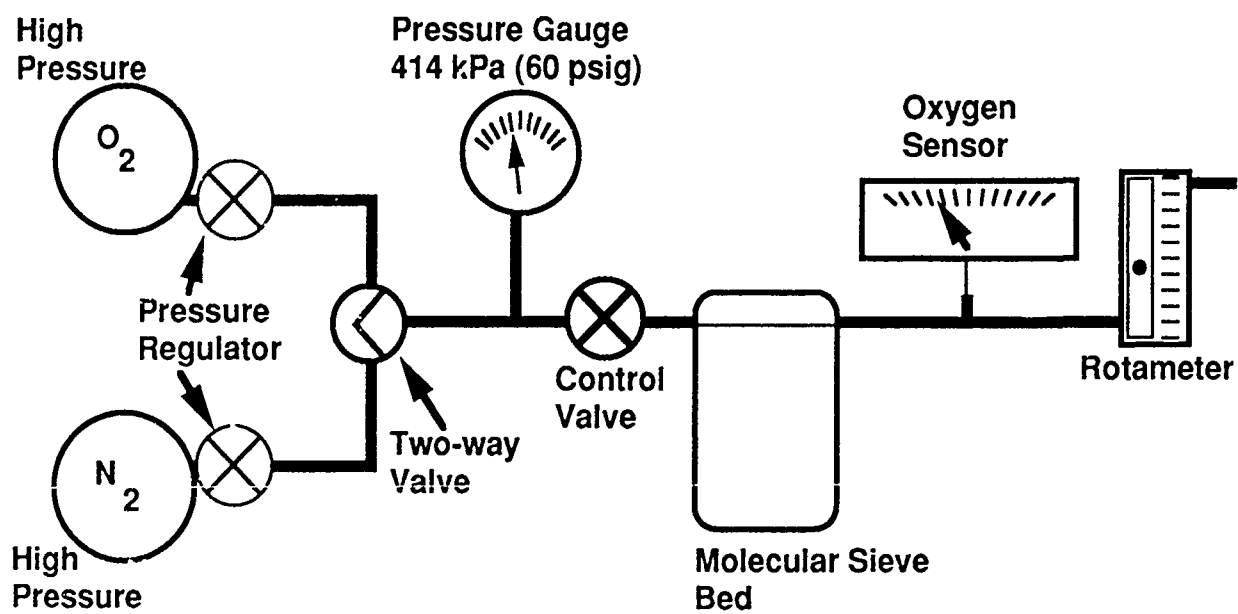 High
Pressure
O2
Pressure Gauge
414 kPa (60 psig)
Oxygen
Sensor
Pressure
Regulator
Control
Valve
Rotameter
Two-way
Valve
N2
High
Pressure
Molecular Sieve
Bed